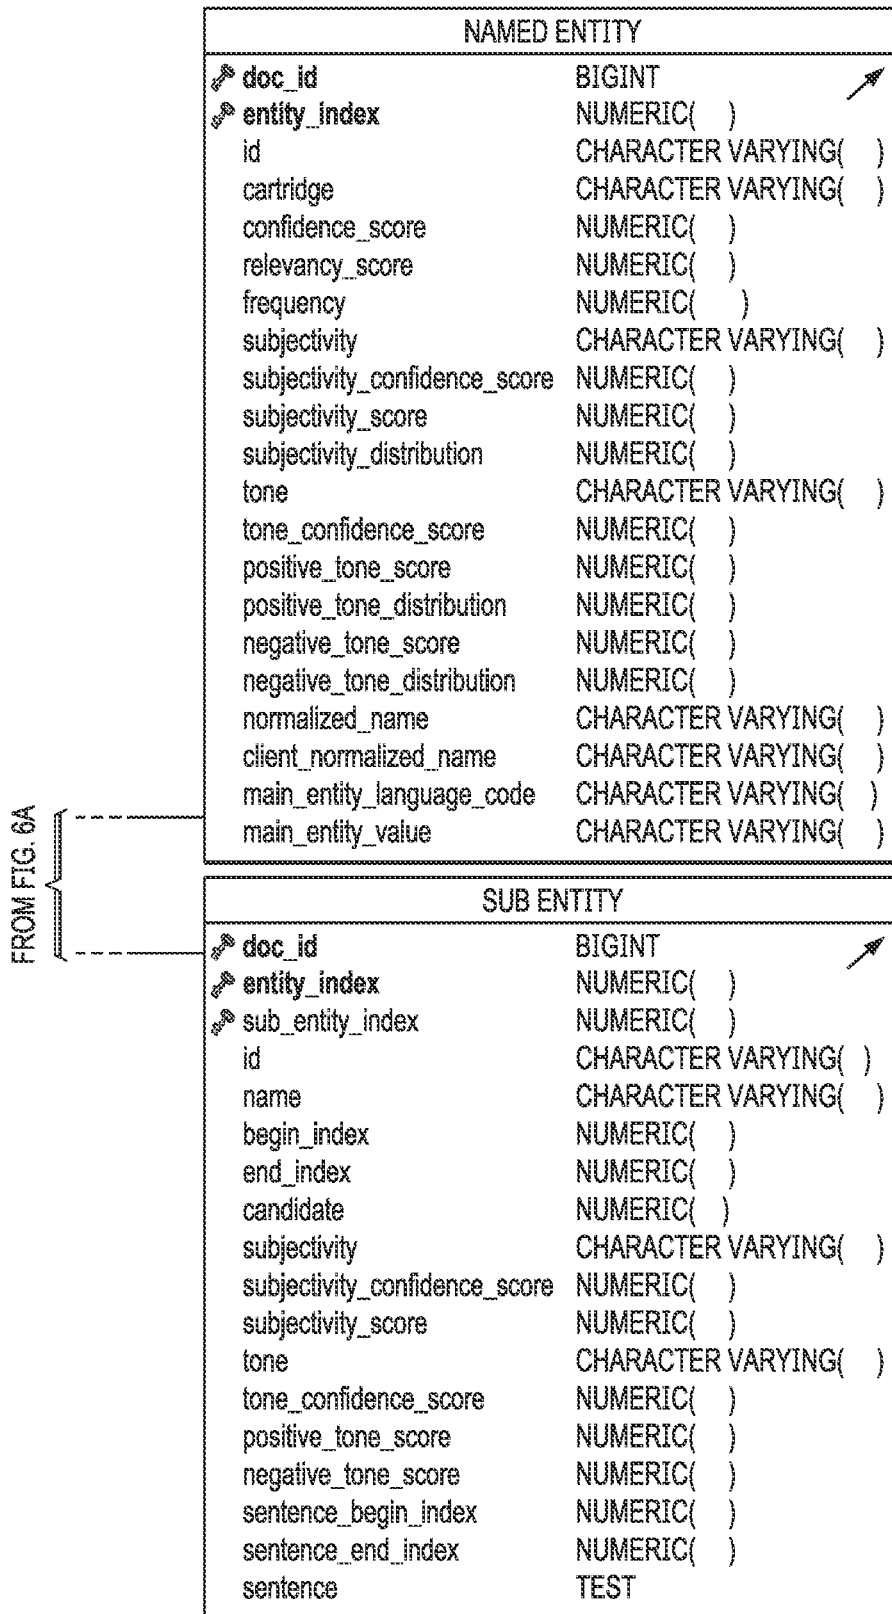 NAMED ENTITY
doc_id BIGINT
entity_index NUMERIC( )
id CHARACTER VARYING( )
cartridge CHARACTER VARYING( )
confidence_score NUMERIC( )
relevancy_score NUMERIC( )
frequency NUMERIC( )
subjectivity CHARACTER VARYING( )
subjectivity_confidence_score NUMERIC( )
subjectivity_score NUMERIC( )
subjectivity_distribution NUMERIC( )
tone CHARACTER VARYING( )
tone_confidence_score NUMERIC( )
positive_tone_score NUMERIC( )
positive_tone_distribution NUMERIC( )
negative_tone_score NUMERIC( )
negative_tone_distribution NUMERIC( )
normalized_name CHARACTER VARYING( )
client_normalized_name CHARACTER VARYING( )
main_entity_language_code CHARACTER VARYING( )
main_entity_value CHARACTER VARYING( )
FROM FIG. 6A
SUB ENTITY
doc_id BIGINT
entity_index NUMERIC( )
sub_entity_index NUMERIC( )
id CHARACTER VARYING( )
name CHARACTER VARYING( )
begin_index NUMERIC( )
end_index NUMERIC( )
candidate NUMERIC( )
subjectivity CHARACTER VARYING( )
subjectivity_confidence_score NUMERIC( )
subjectivity_score NUMERIC( )
tone CHARACTER VARYING( )
tone_confidence_score NUMERIC( )
positive_tone_score NUMERIC( )
negative_tone_score NUMERIC( )
sentence_begin_index NUMERIC( )
sentence_end_index NUMERIC( )
sentence TEST